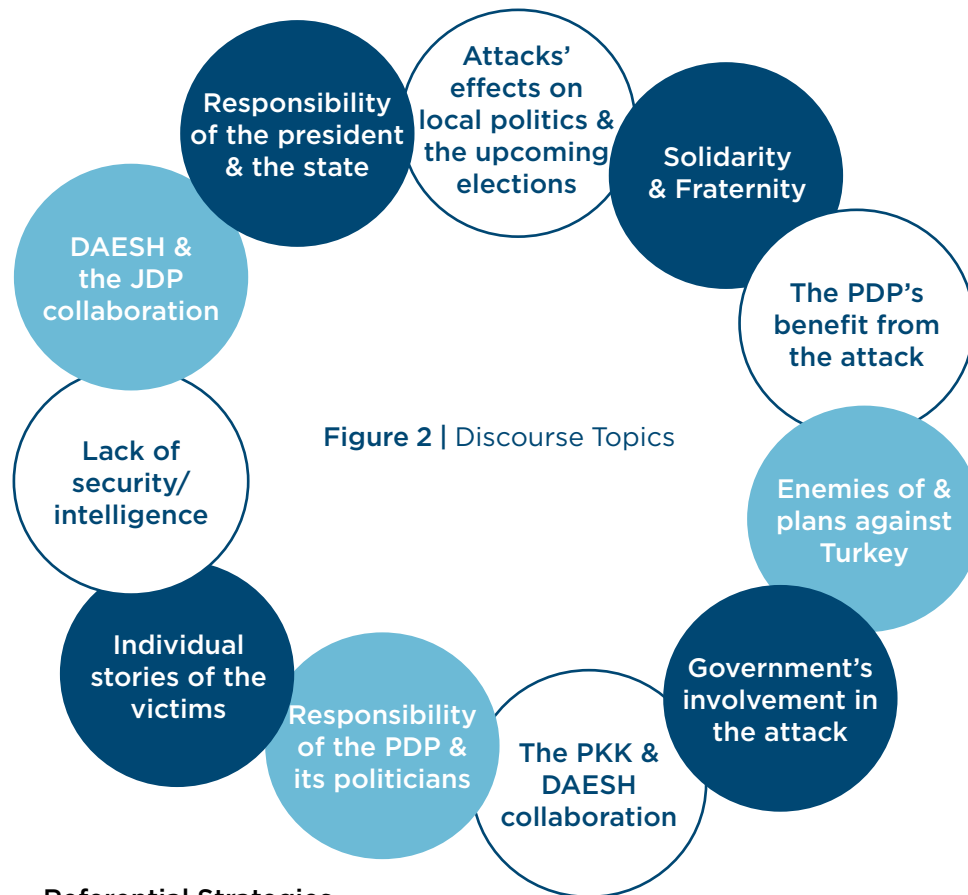 Attacks'
effects on
local politics &
the upcoming
elections
Responsibility
of the president
& the state
Solidarity
& Fraternity
DAESH &
the JDP
collaboration
The PDP's
benefit from
the attack
Figure 2 | Discourse Topics
Lack of
security/
intelligence
Enemies of &
plans against
Turkey
Individual
stories of the
victims
Government's
involvement in
the attack
Responsibility
of the PDP &
its politicians
The PKK &
DAESH
collaboration
Referential Strategies